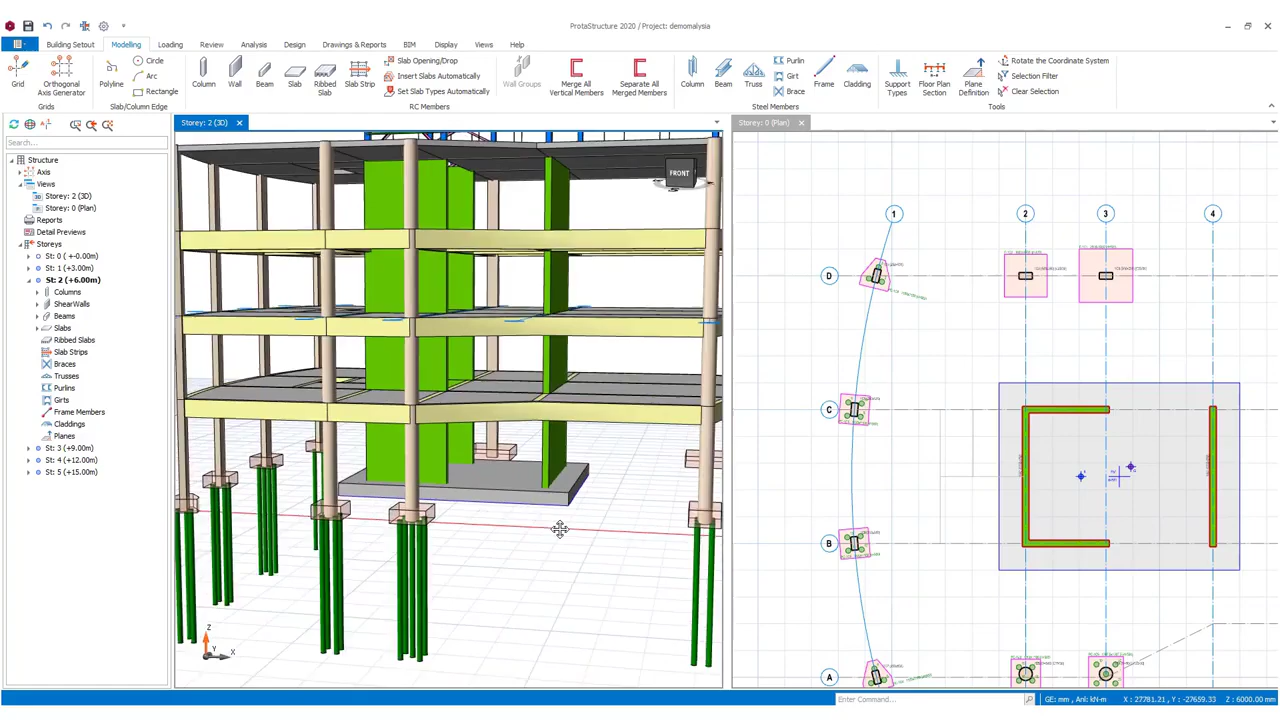 ProtaStructure 2020 / Project: demomalysia
Building Setout Modelling Loading Review Analysis Design Drawings & Reports BIM Display Views Help
Grid
Orthogonal Axis Generator
Grids
Polyline
Circle
Arc
Rectangle
Slab/Column Edge
Column
Wall
Beam
Slab
Ribbed Slab
Slab Strip
Slab Opening/Drop
Insert Slabs Automatically
Set Slab Types Automatically
RC Members
Wall Groups
Merge All Vertical Members
Separate All Merged Members
Column
Beam
Truss
Purlin
Girt
Brace
Frame
Cladding
Steel Members
Support Types
Floor Plan Section
Plane Definition
Rotate the Coordinate System
Selection Filter
Clear Selection
Tools
Search...
Structure
Axis
Views
Storey: 2 (3D)
Storey: 0 (Plan)
Reports
Detail Previews
Storeys
St: 0 ( +-0.00m)
St: 1 (+3.00m)
St: 2 (+6.00m)
Columns
ShearWalls
Beams
Slabs
Ribbed Slabs
Slab Strips
Braces
Trusses
Purlins
Girts
Frame Members
Claddings
Planes
St: 3 (+9.00m)
St: 4 (+12.00m)
St: 5 (+15.00m)
Storey: 2 (3D)
FRONT
Z
Y
X
Storey: 0 (Plan)
1 2 3 4
D
C
B
A
Enter Command...
GE: mm , Anl: kN-m
X : 27781.21 , Y : -27659.33
Z : 6000.00 mm